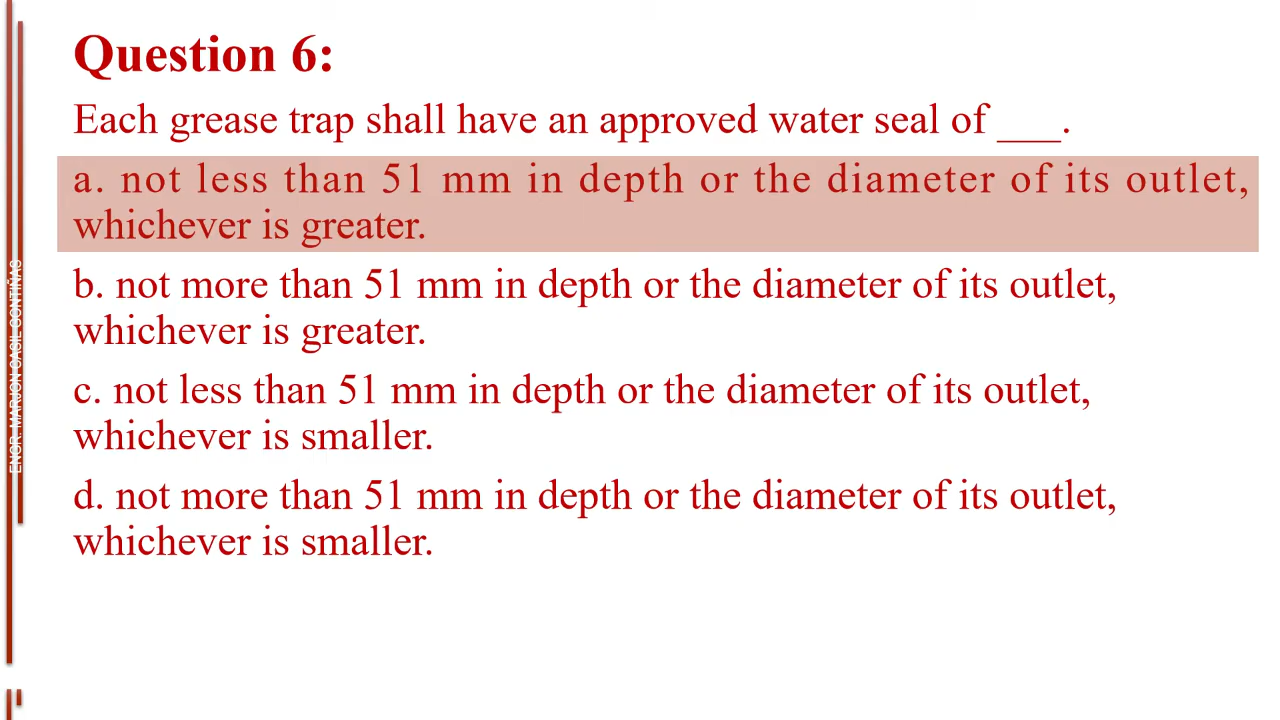 Question 6:
Each grease trap shall have an approved water seal of ___.
a. not less than 51 mm in depth or the diameter of its outlet,
whichever is greater.
b. not more than 51 mm in depth or the diameter of its outlet,
whichever is greater.
c. not less than 51 mm in depth or the diameter of its outlet,
whichever is smaller.
d. not more than 51 mm in depth or the diameter of its outlet,
whichever is smaller.
ENGR. MARJON CAGIL CONTIÑAS